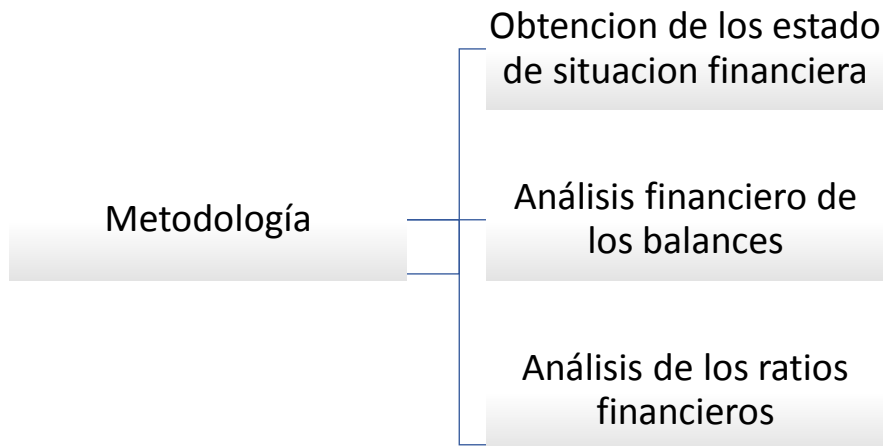 Metodología
Obtencion de los estado
de situacion financiera
Análisis financiero de
los balances
Análisis de los ratios
financieros